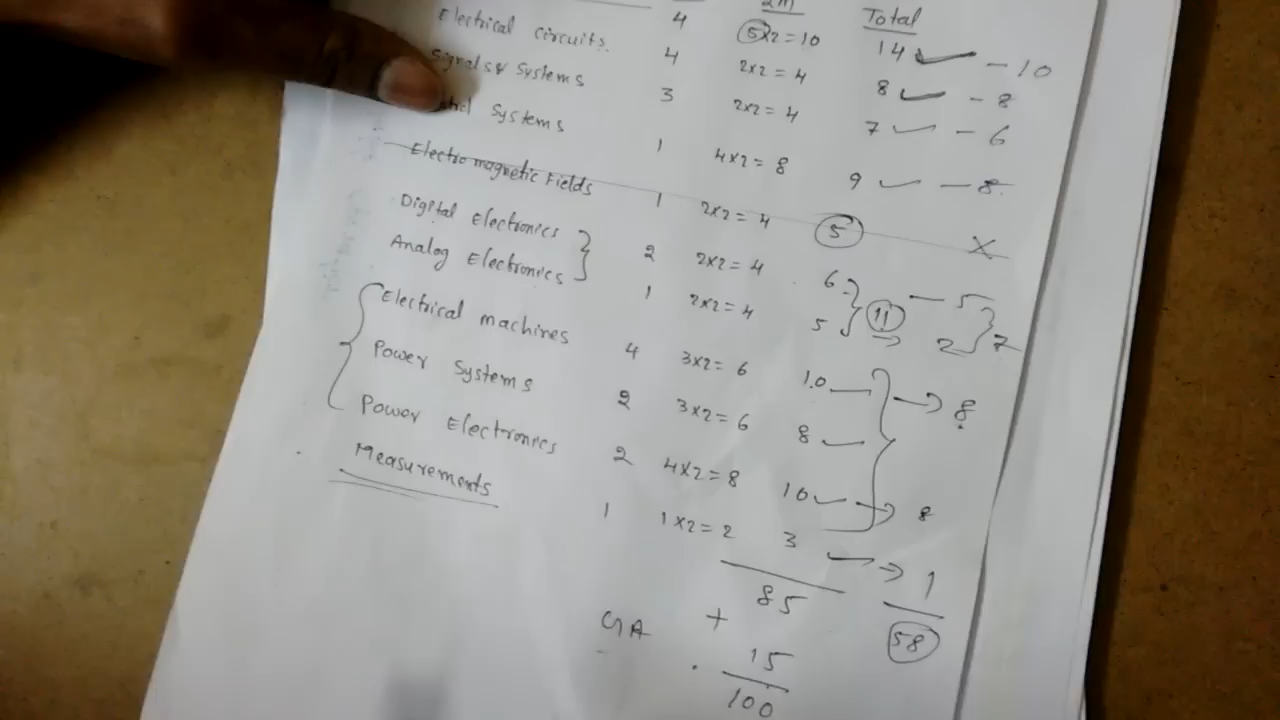 2m Total
4 5x2=10 14 ✓ - 10
Electrical circuits. 4 2x2=4 8 ✓ - 8
Signals & Systems 3 2x2=4 7 ✓ - 6
Systems 1 4x2=8 9 ✓ - 8
Electro magnetic Fields 1 2x2=4 5 X
Digital Electronics 2 2x2=4 6 11 - 5 7
Analog Electronics 1 2x2=4 5 → 2
Electrical machines 4 3x2=6 10 → 8
Power Systems 2 3x2=6 8
Power Electronics 2 4x2=8 10 ✓ → 8
Measurements 1 1x2=2 3 ✓ → 1
85 58
GA + 15
100